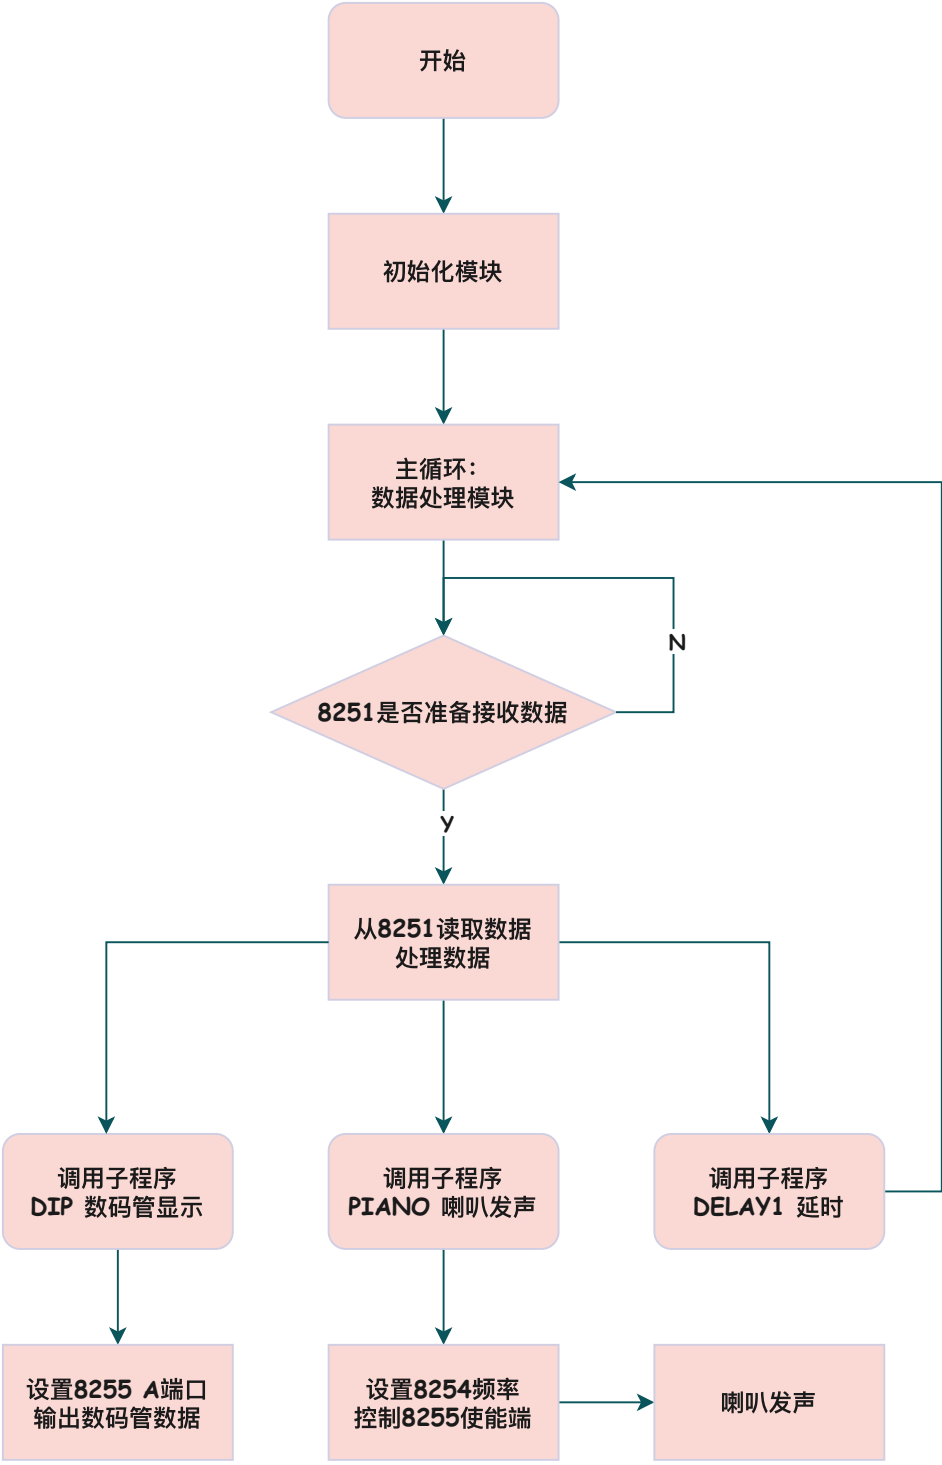 开始
初始化模块
主循环：
数据处理模块
N
8251是否准备接收数据
Y
从8251读取数据
处理数据
调用子程序
DIP 数码管显示
调用子程序
PIANO 喇叭发声
调用子程序
DELAY1 延时
设置8255 A端口
输出数码管数据
设置8254频率
控制8255使能端
喇叭发声